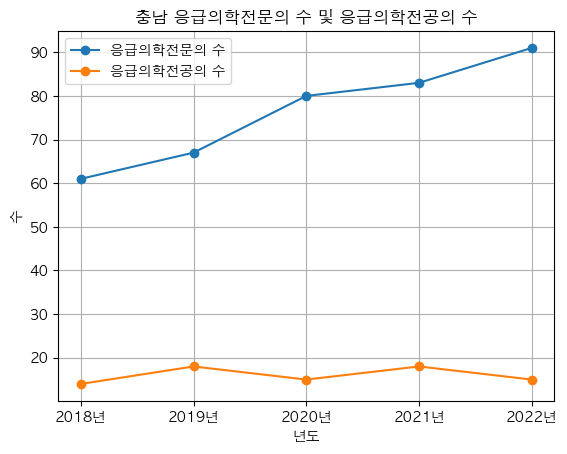 충남 응급의학전문의 수 및 응급의학전공의 수
응급의학전문의 수
응급의학전공의 수
수
90
80
70
60
50
40
30
20
2018년 2019년 2020년 2021년 2022년
년도